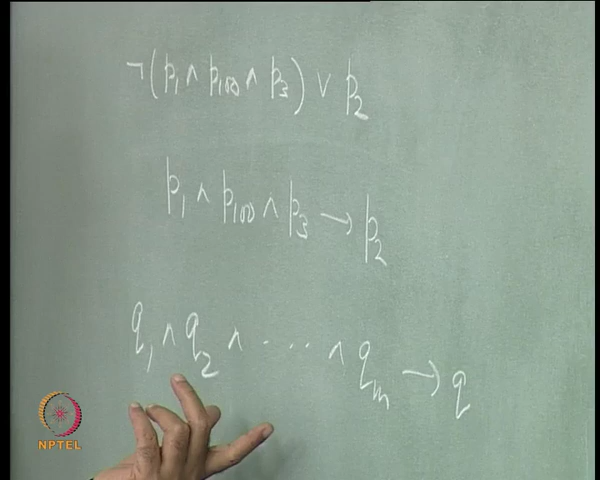 ¬(p₁ ∧ p₁₀₀ ∧ p₃) ∨ p₂
p₁ ∧ p₁₀₀ ∧ p₃ → p₂
q₁ ∧ q₂ ∧ ... ∧ qₘ → q
NPTEL